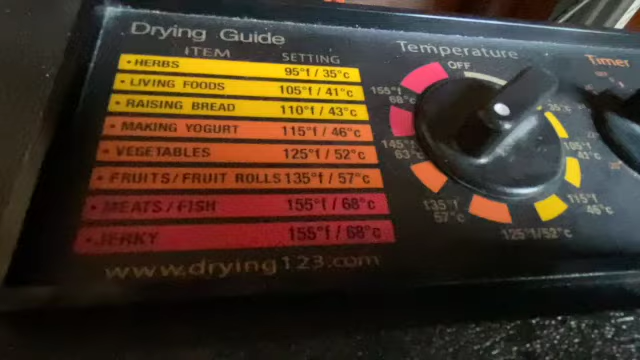 Drying Guide
ITEM SETTING
• HERBS 95°f / 35°c
• LIVING FOODS 105°f / 41°c
• RAISING BREAD 110°f / 43°c
• MAKING YOGURT 115°f / 46°c
• VEGETABLES 125°f / 52°c
• FRUITS/FRUIT ROLLS 135°f / 57°c
• MEATS/FISH 155°f / 68°c
• JERKY 155°f / 68°c
www.drying123.com
Temperature
OFF
35°c
105°f
41°c
115°f
46°c
125°f/52°c
135°f
57°c
145°f
63°c
155°f
68°c
Timer